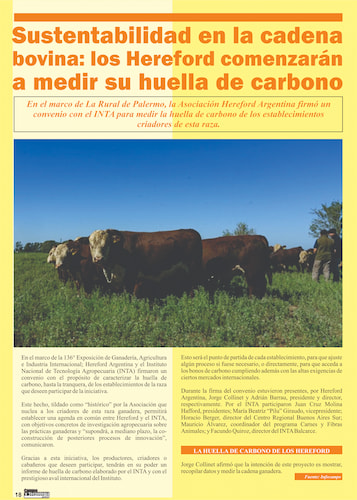 Sustentabilidad en la cadena
bovina: los Hereford comenzarán
a medir su huella de carbono
En el marco de La Rural de Palermo, la Asociación Hereford Argentina firmó un
convenio con el INTA para medir la huella de carbono de los establecimientos
criadores de esta raza.
En el marco de la 136° Exposición de Ganadería, Agricultura
e Industria Internacional; Hereford Argentina y el Instituto
Nacional de Tecnología Agropecuaria (INTA) firmaron un
convenio con el propósito de caracterizar la huella de
carbono, hasta la tranquera, de los establecimientos de la raza
que deseen participar de la iniciativa.
Este hecho, tildado como "histórico" por la Asociación que
nuclea a los criadores de esta raza ganadera, permitirá
establecer una agenda en común entre Hereford y el INTA,
con objetivos concretos de investigación agropecuaria sobre
las prácticas ganaderas y "supondrá, a mediano plazo, la co-
construcción de posteriores procesos de innovación",
comunicaron.
Gracias a esta iniciativa, los productores, criadores o
cabañeros que deseen participar, tendrán en su poder un
informe de huella de carbono elaborado por el INTA y con el
prestigioso aval internacional del Instituto.
Esto será el punto de partida de cada establecimiento, para que ajuste
algún proceso si fuese necesario, o directamente, para que acceda a
los bonos de carbono cumpliendo además con las altas exigencias de
ciertos mercados internacionales.
Durante la firma del convenio estuvieron presentes, por Hereford
Argentina, Jorge Collinet y Adrián Barras, presidente y director,
respectivamente. Por el INTA participaron Juan Cruz Molina
Hafford, presidentes; María Beatriz "Pilu" Giraudo, vicepresidente;
Horacio Berger, director del Centro Regional Buenos Aires Sur;
Mauricio Álvarez, coordinador del programa Carnes y Fibras
Animales; y Facundo Quiroz, director del INTA Balcarce.
LA HUELLA DE CARBONO DE LOS HEREFORD
Jorge Collinet afirmó que la intención de este proyecto es mostrar,
recopilar datos y medir la cadena ganadera.
Fuente: Infocampo
18